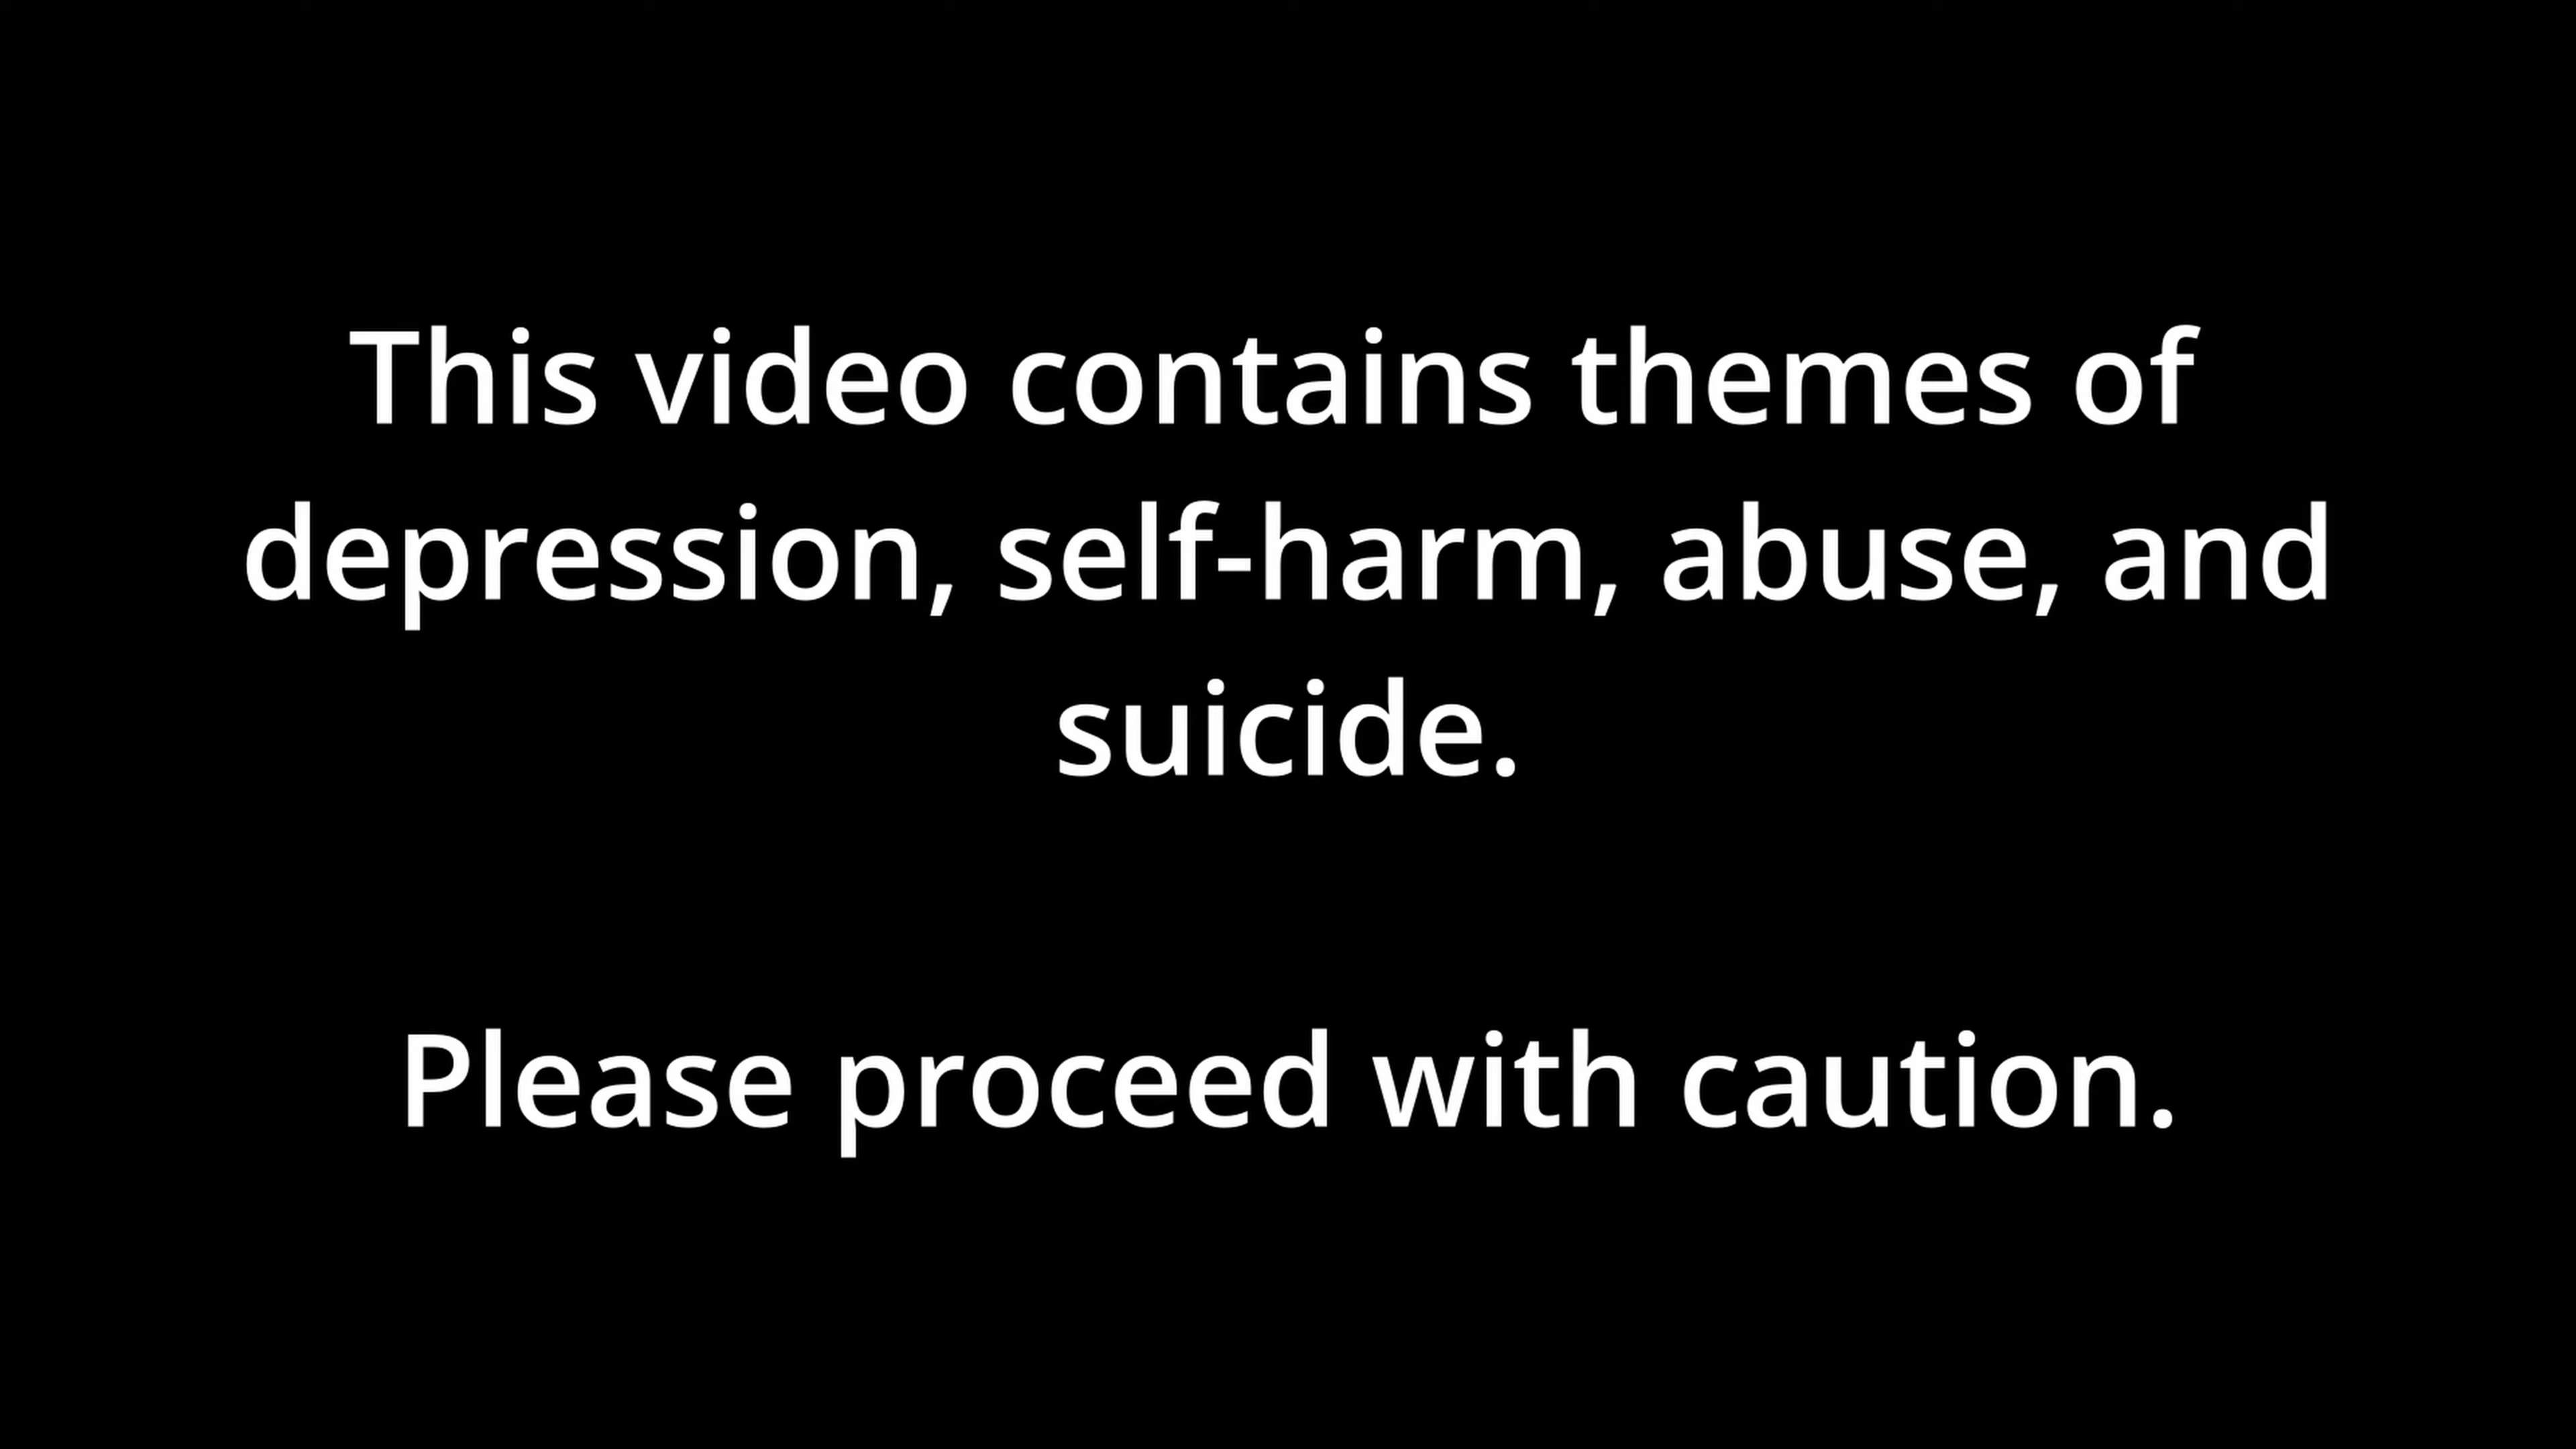 This video contains themes of
depression, self-harm, abuse, and
suicide.
Please proceed with caution.